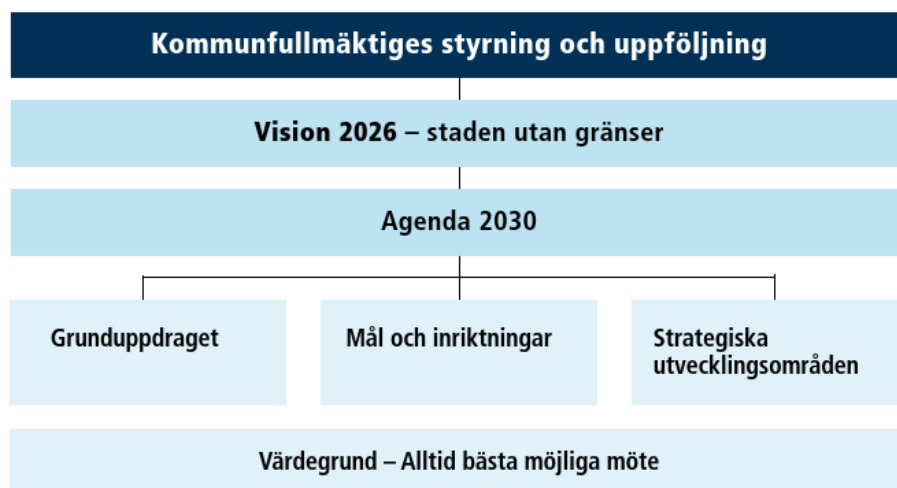 Kommunfullmäktiges styrning och uppföljning
Vision 2026 – staden utan gränser
Agenda 2030
Grunduppdraget
Mål och inriktningar
Strategiska
utvecklingsområden
Värdegrund – Alltid bästa möjliga möte